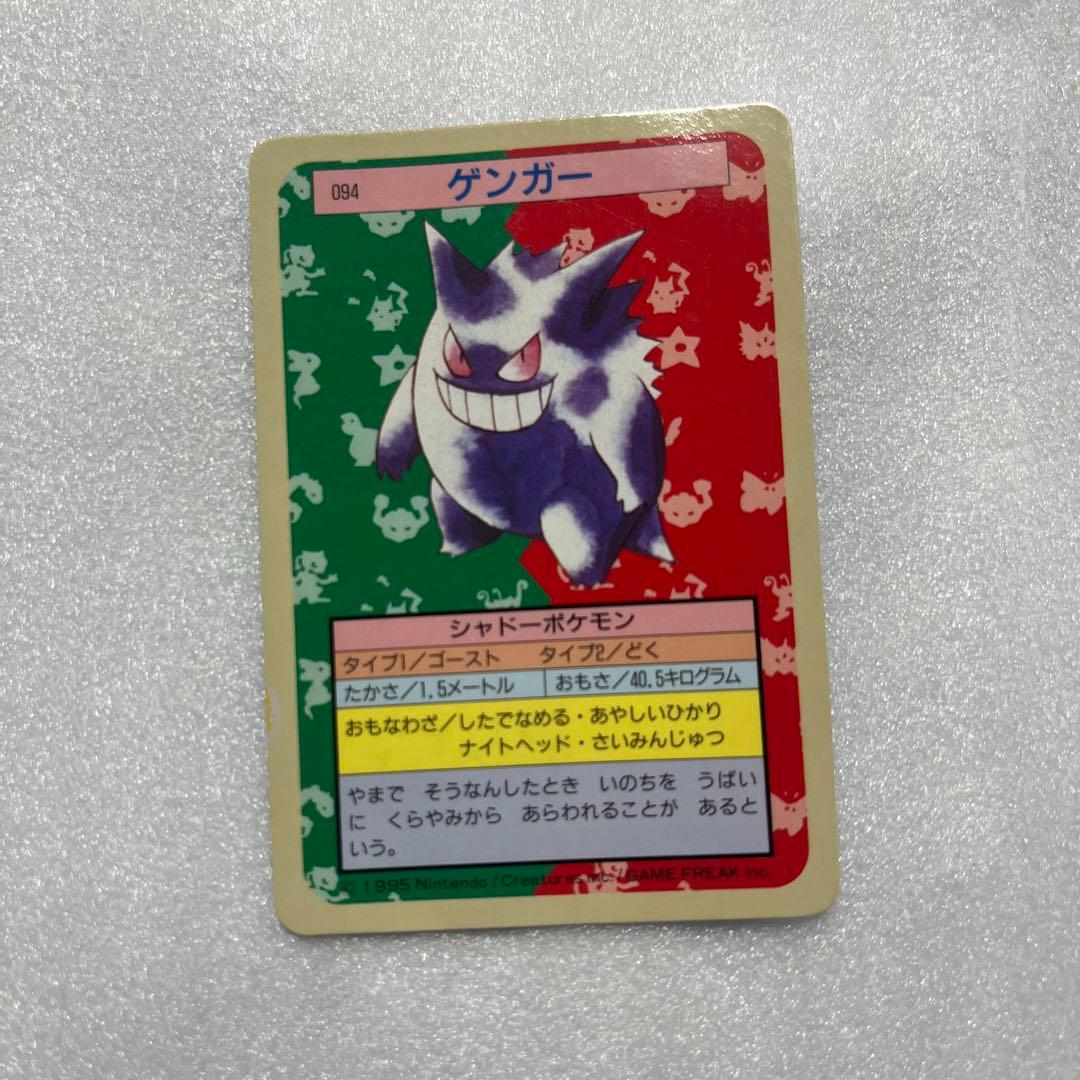 094 ゲンガー
シャドーポケモン
タイプ1/ゴースト タイプ2/どく
たかさ/1.5メートル おもさ/40.5キログラム
おもなわざ/したでなめる・あやしいひかり
ナイトヘッド・さいみんじゅつ
やまで そうなんしたとき いのちを うばい
に くらやみから あらわれることが あると
いう。
© 1995 Nintendo / Creatures inc. / GAME FREAK inc.